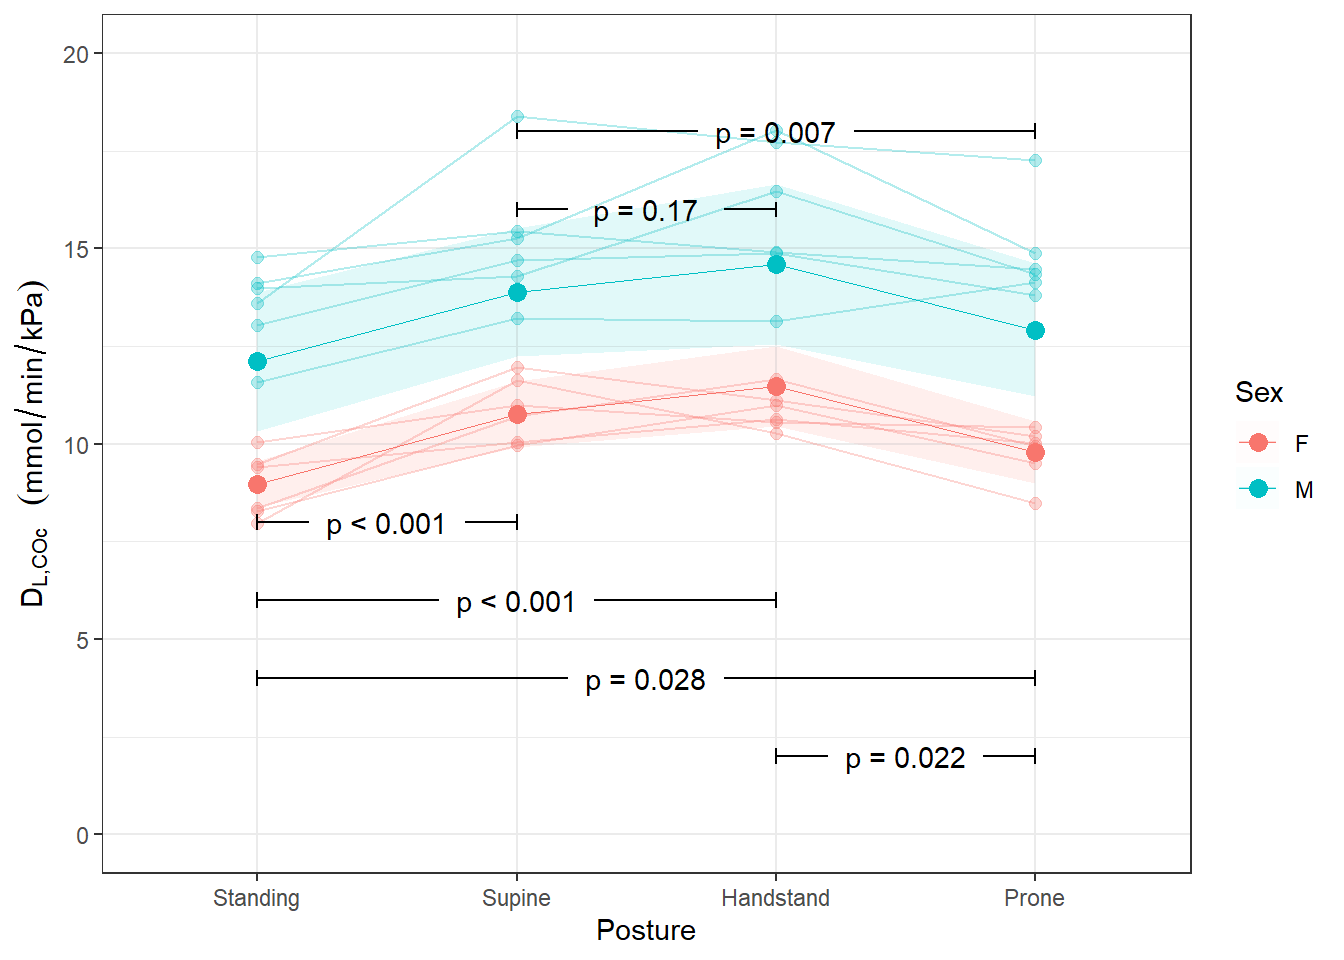 20
15
10
5
0
D_L,COc (mmol/min/kPa)
p = 0.007
p = 0.17
p < 0.001
p < 0.001
p = 0.028
p = 0.022
Standing Supine Handstand Prone
Posture
Sex
F
M